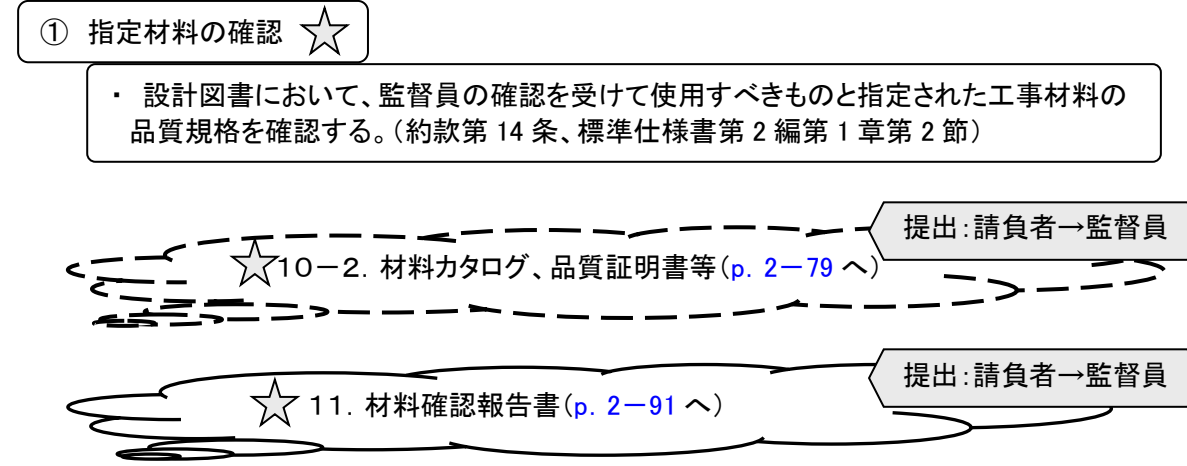 ① 指定材料の確認
・ 設計図書において、監督員の確認を受けて使用すべきものと指定された工事材料の
品質規格を確認する。（約款第 14 条、標準仕様書第 2 編第 1 章第 2 節）
提出：請負者→監督員
10－2．材料カタログ、品質証明書等（p. 2－79 へ）
提出：請負者→監督員
11．材料確認報告書（p. 2－91 へ）